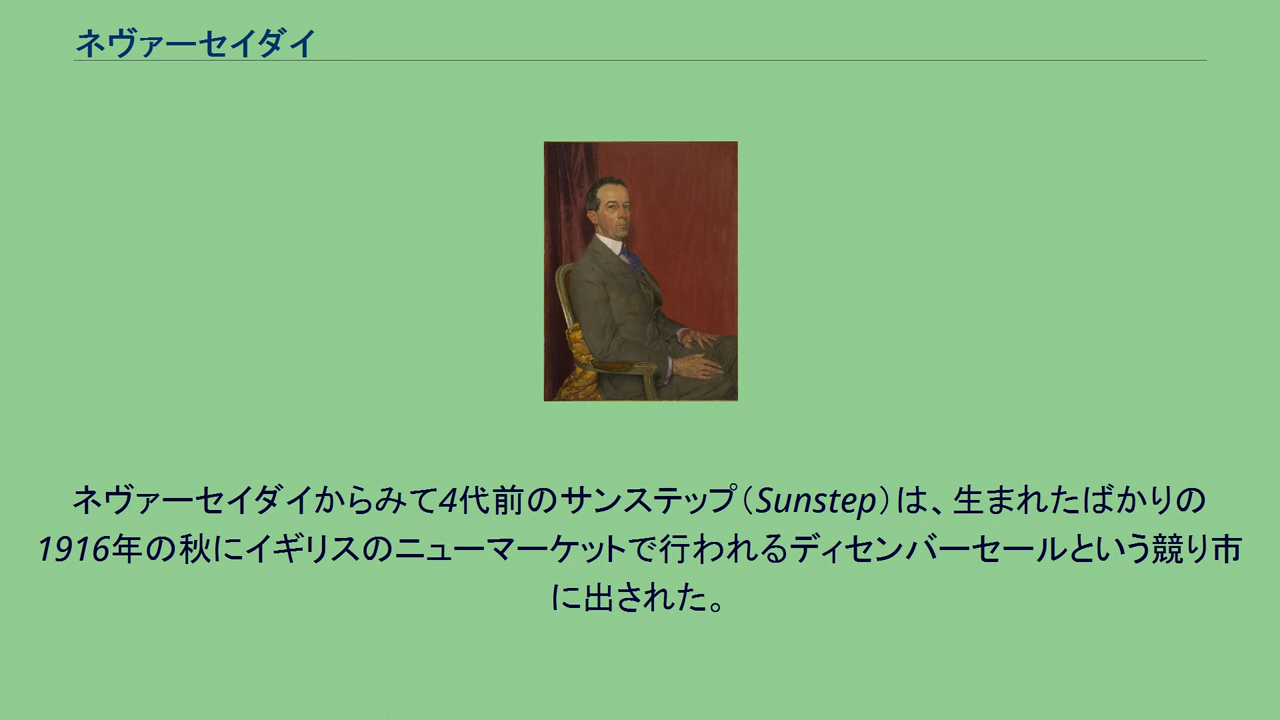 ネヴァーセイダイ
ネヴァーセイダイからみて4代前のサンステップ（Sunstep）は、生まれたばかりの
1916年の秋にイギリスのニューマーケットで行われるディセンバーセールという競り市
に出された。